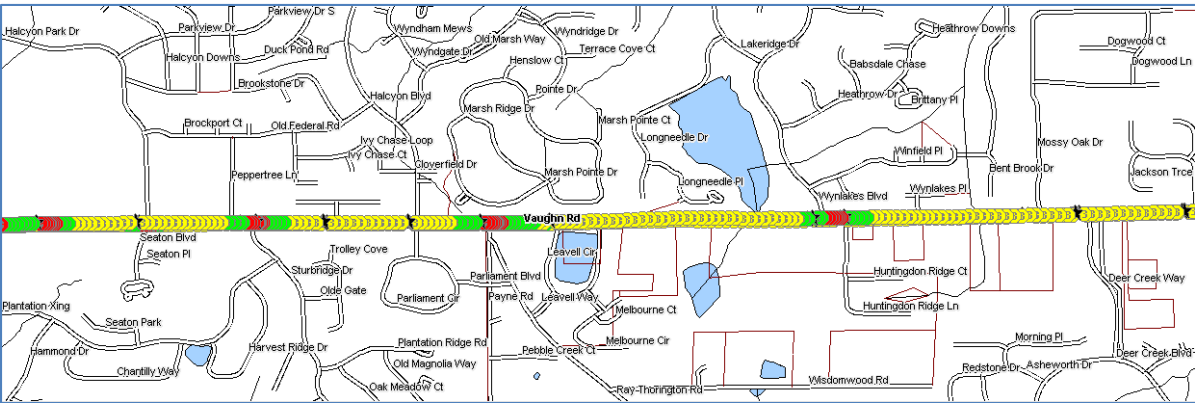 Halcyon Park Dr
Parkview Dr
Parkview Dr S
Wyndham Mews
Wyndridge Dr
Heathrow Downs
Old Marsh Way
Lakeridge Dr
Dogwood Ct
Halcyon Downs
Duck Pond Rd
Wyndgate Dr
Terrace Cove Ct
Henslow Ct
Babsdale Chase
Dogwood Ln
Brookstone Dr
Halcyon Blvd
Pointe Dr
Heathrow Dr
Brittany Pl
Marsh Ridge Dr
Brockport Ct
Old Federal Rd
Marsh Pointe Ct
Longneedle Dr
Ivy Chase Loop
Ivy Chase Ct
Winfield Pl
Mossy Oak Dr
Cloverfield Dr
Bent Brook Dr
Peppertree Ln
Marsh Pointe Dr
Longneedle Pl
Jackson Trce
Wynlakes Blvd
Wynlakes Pl
Vaughn Rd
Seaton Blvd
Seaton Pl
Trolley Cove
Leavell Cir
Sturbridge Dr
Parliament Blvd
Huntingdon Ridge Ct
Deer Creek Way
Olde Gate
Parliament Cir
Payne Rd
Leavell Way
Plantation Xing
Melbourne Ct
Huntingdon Ridge Ln
Seaton Park
Hammond Dr
Harvest Ridge Dr
Plantation Ridge Rd
Melbourne Cir
Morning Pl
Pebble Creek Ct
Deer Creek Blvd
Chantilly Way
Old Magnolia Way
Redstone Dr
Asheworth Dr
Oak Meadow Ct
Ray-Thorington Rd
Wisdomwood Rd